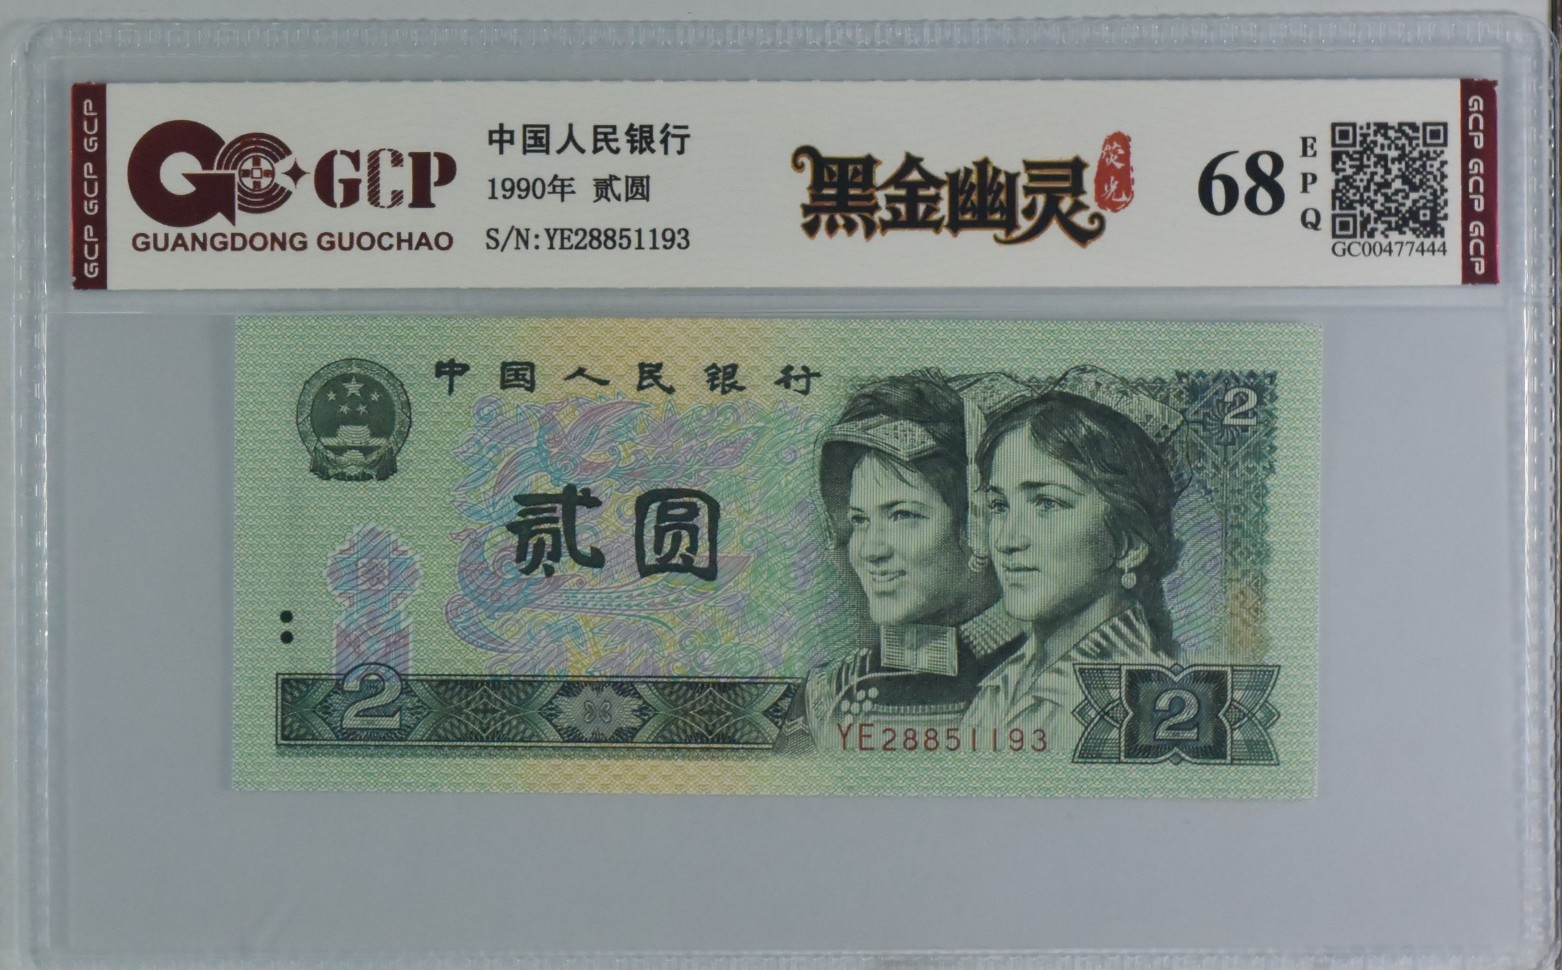 GCP GCP GCP
GCP
GUANGDONG GUOCHAO
中国人民银行
1990年 贰圆
S/N:YE28851193
黑金幽灵
荧光
68
EPQ
GC00477444
GCP GCP GCP
中国人民银行
2
贰圆
2
YE28851193
2